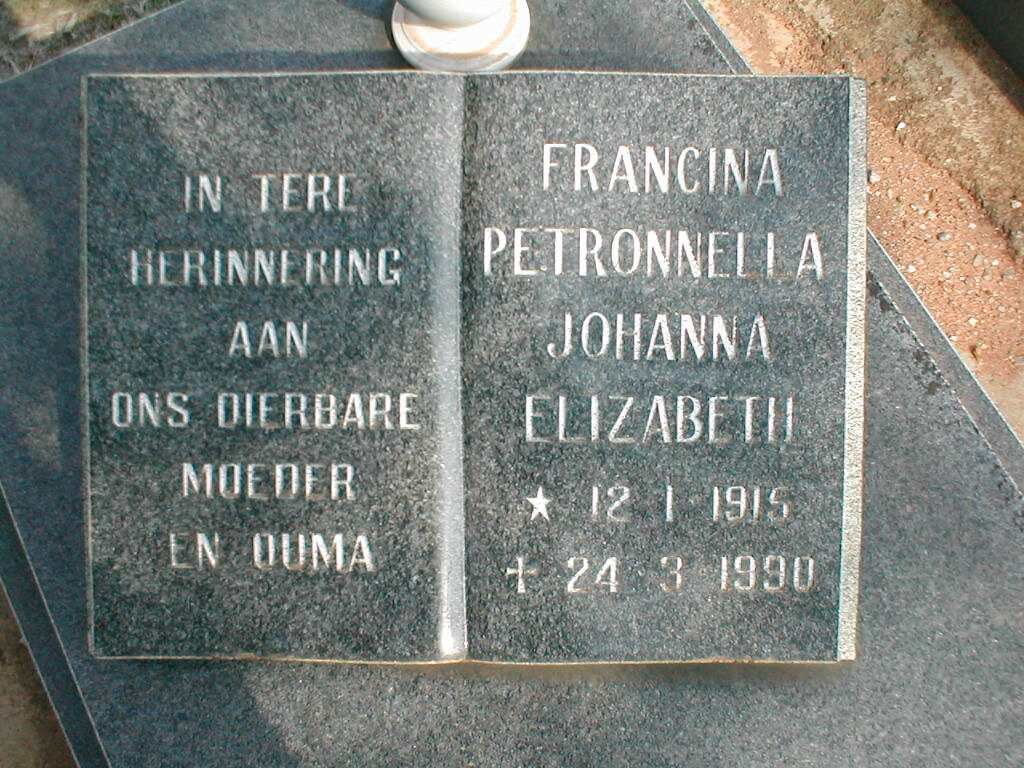 IN TERE
HERINNERING
AAN
ONS DIERBARE
MOEDER
EN OUMA
FRANCINA
PETRONNELLA
JOHANNA
ELIZABETH
★ 12 1 1915
✝ 24 3 1990